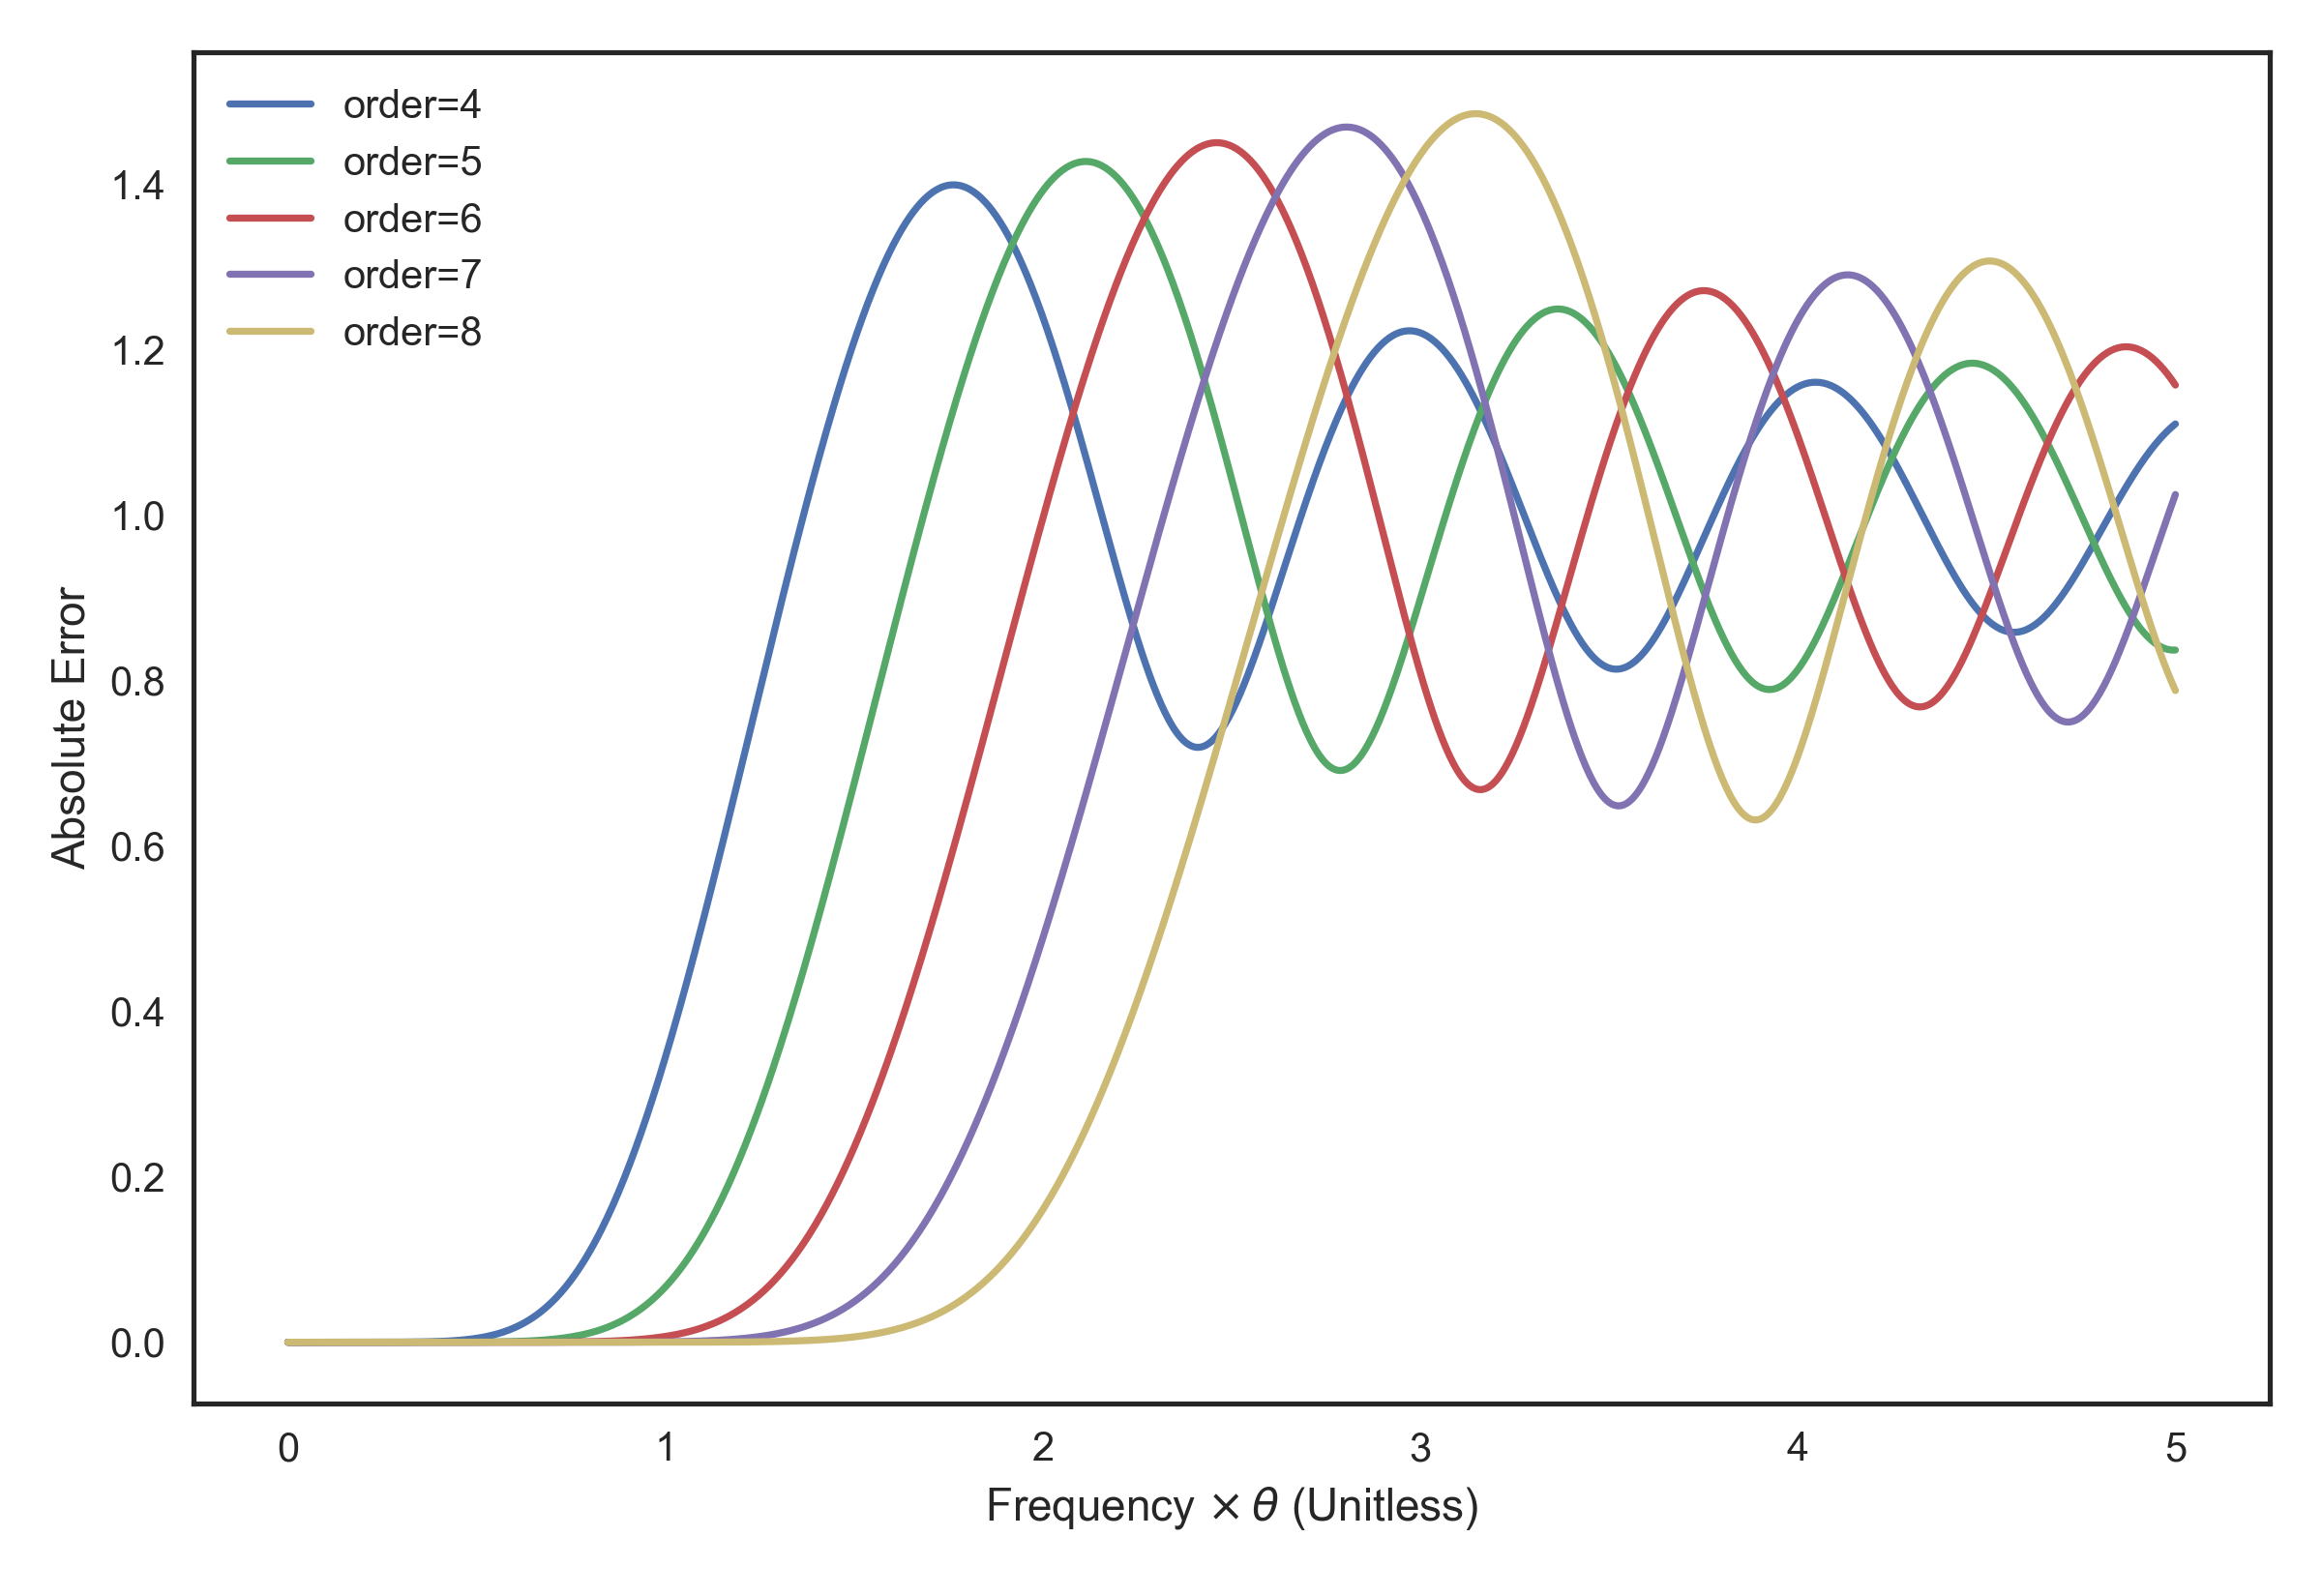 order=4
order=5
order=6
order=7
order=8
1.4
1.2
1.0
0.8
0.6
0.4
0.2
0.0
Absolute Error
0 1 2 3 4 5
Frequency × θ (Unitless)